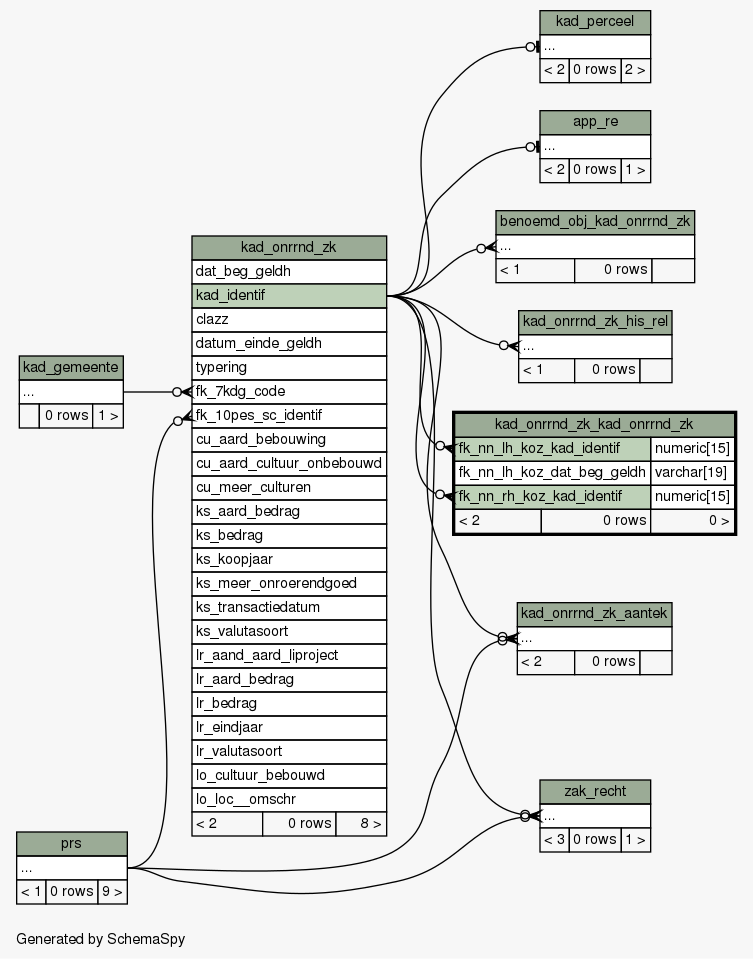 kad_perceel
...
< 2 0 rows 2 >
app_re
...
< 2 0 rows 1 >
benoemd_obj_kad_onrrnd_zk
...
< 1 0 rows
kad_onrrnd_zk_his_rel
...
< 1 0 rows
kad_onrrnd_zk
dat_beg_geldh
kad_identif
clazz
datum_einde_geldh
typering
fk_7kdg_code
fk_10pes_sc_identif
cu_aard_bebouwing
cu_aard_cultuur_onbebouwd
cu_meer_culturen
ks_aard_bedrag
ks_bedrag
ks_koopjaar
ks_meer_onroerendgoed
ks_transactiedatum
ks_valutasoort
lr_aand_aard_liproject
lr_aard_bedrag
lr_bedrag
lr_eindjaar
lr_valutasoort
lo_cultuur_bebouwd
lo_loc__omschr
< 2 0 rows 8 >
kad_gemeente
...
0 rows 1 >
kad_onrrnd_zk_kad_onrrnd_zk
fk_nn_lh_koz_kad_identif numeric[15]
fk_nn_lh_koz_dat_beg_geldh varchar[19]
fk_nn_rh_koz_kad_identif numeric[15]
< 2 0 rows 0 >
kad_onrrnd_zk_aantek
...
< 2 0 rows
zak_recht
...
< 3 0 rows 1 >
prs
...
< 1 0 rows 9 >
Generated by SchemaSpy